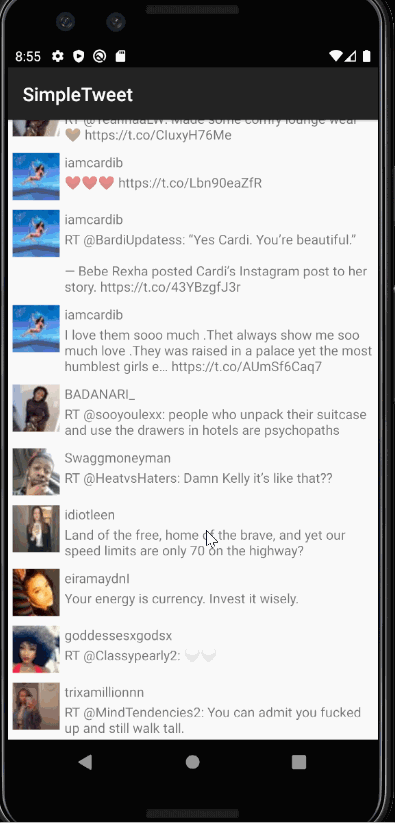 8:55
SimpleTweet
RT @YeahhaaLW: Made some comfy lounge wear
🤎 https://t.co/CIuxyH76Me
iamcardib
❤️❤️❤️ https://t.co/Lbn90eaZfR
iamcardib
RT @BardiUpdatess: “Yes Cardi. You’re beautiful.”
— Bebe Rexha posted Cardi’s Instagram post to her
story. https://t.co/43YBzgfJ3r
iamcardib
I love them sooo much .Thet always show me soo
much love .They was raised in a palace yet the most
humblest girls e… https://t.co/AUmSf6Caq7
BADANARI_
RT @sooyoulexx: people who unpack their suitcase
and use the drawers in hotels are psychopaths
Swaggmoneyman
RT @HeatvsHaters: Damn Kelly it’s like that??
idiotleen
Land of the free, home of the brave, and yet our
speed limits are only 70 on the highway?
eiramaydnI
Your energy is currency. Invest it wisely.
goddessesxgodsx
RT @Classypearly2: 🤍🤍
trixamillionnn
RT @MindTendencies2: You can admit you fucked
up and still walk tall.